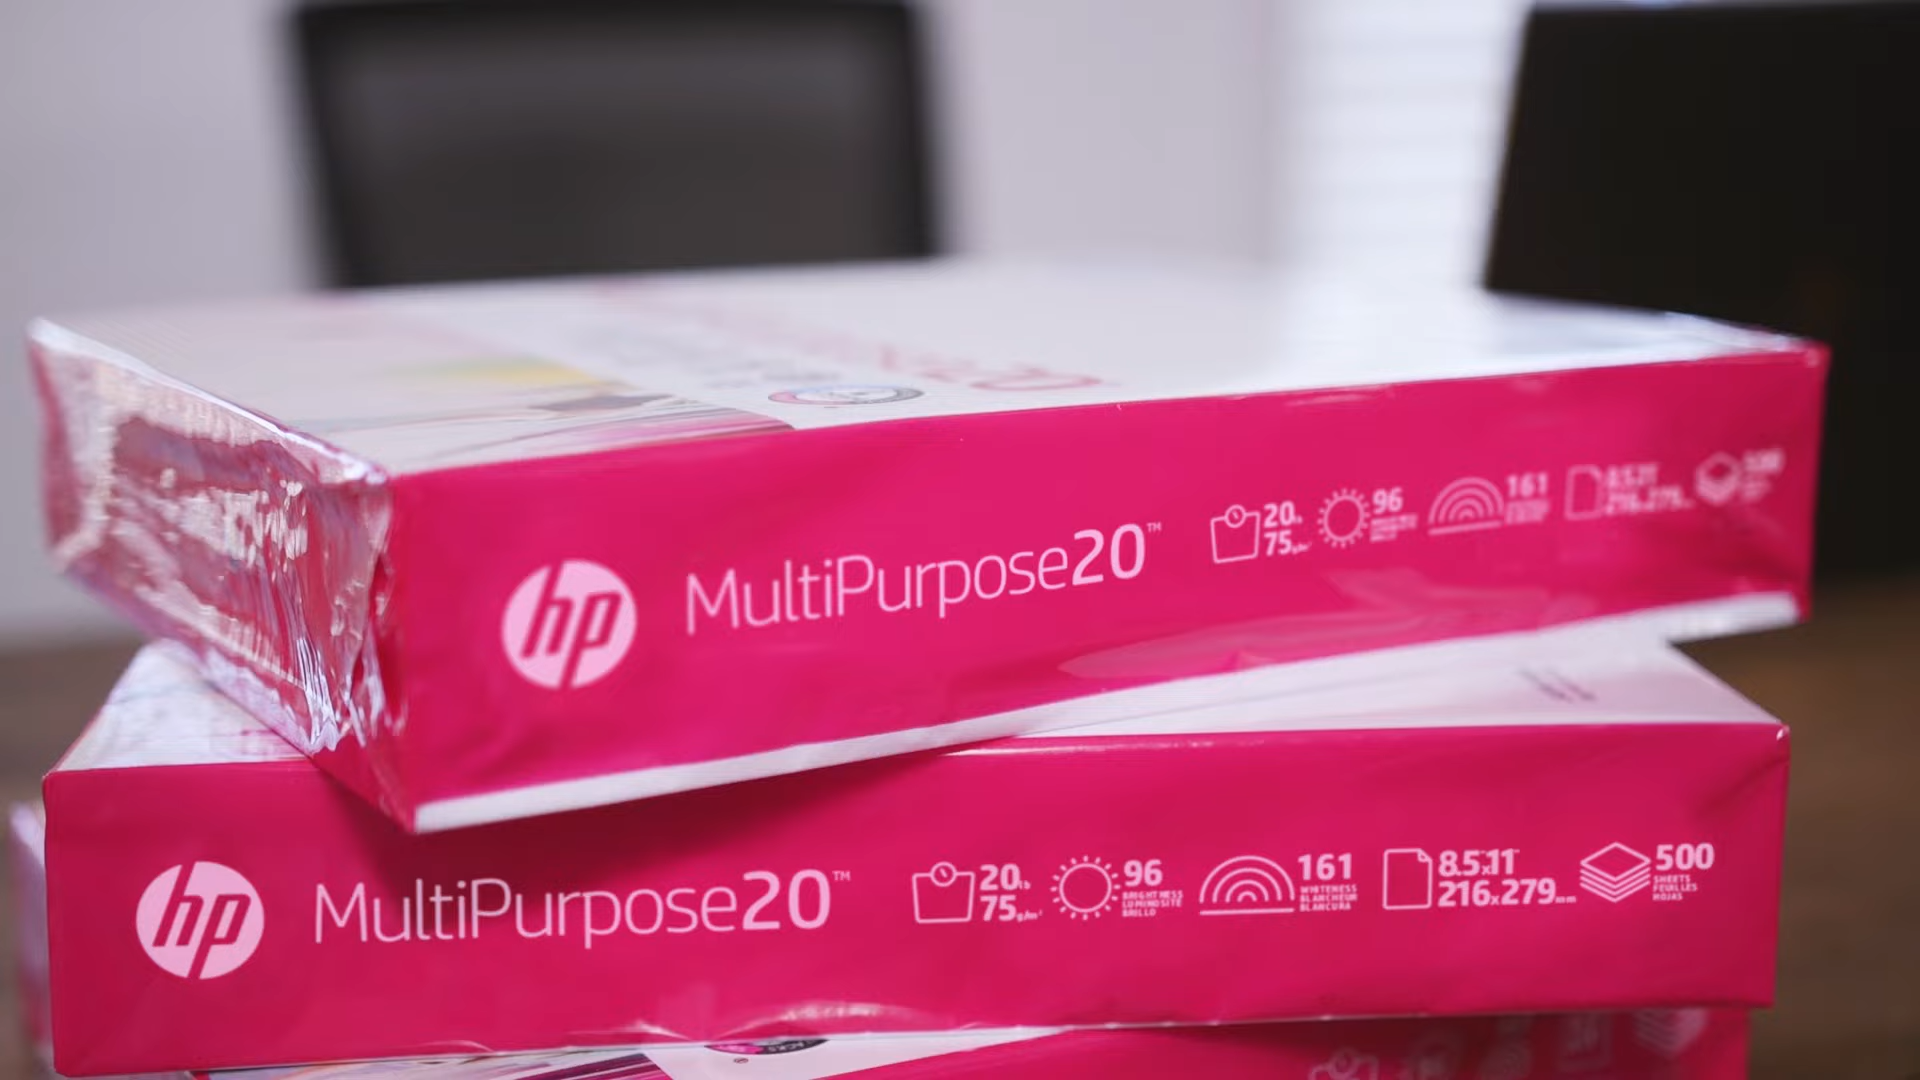 hp MultiPurpose20™
20
75
96
161
hp MultiPurpose20™
20lb
75g/m²
96
BRIGHTNESS
LUMINOSITÉ
BRILLO
161
WHITENESS
BLANCHEUR
BLANCURA
8.5x11"
216x279mm
500
SHEETS
FEUILLES
HOJAS